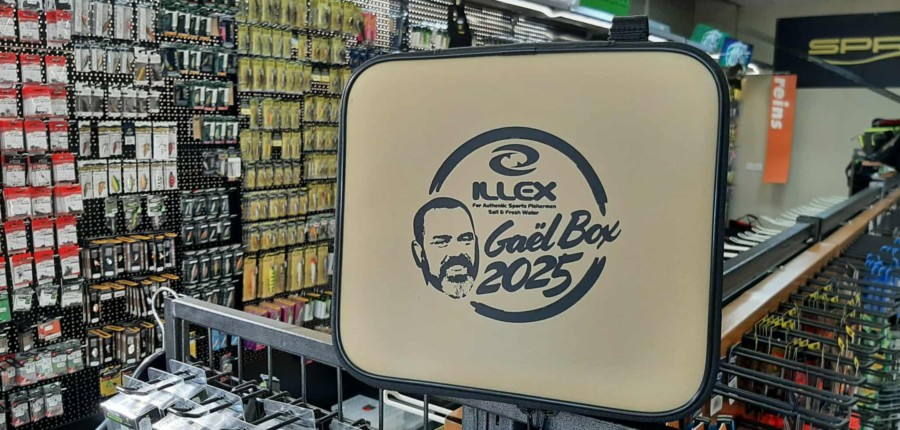 ILLEX
For Authentic Sports Fishermen
Salt & Fresh Water
Gaël Box
2025
SPR
reins